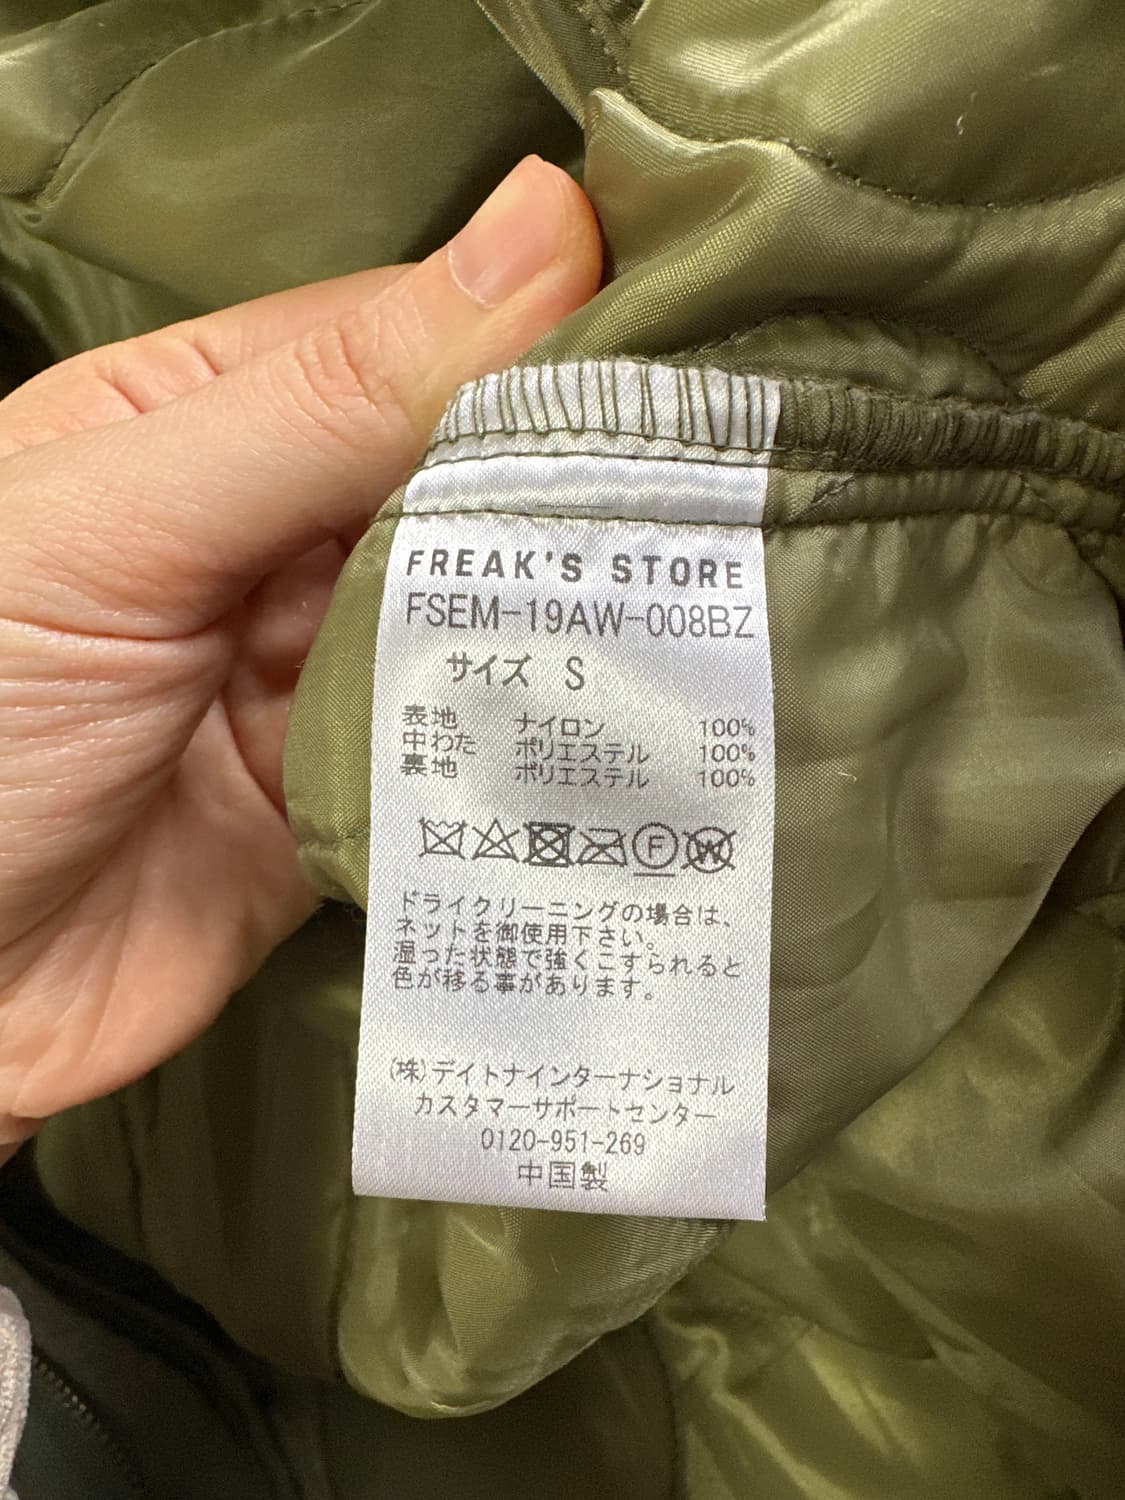 FREAK'S STORE
FSEM-19AW-008BZ
サイズ S
表地 ナイロン 100%
中わた ポリエステル 100%
裏地 ポリエステル 100%
F W
ドライクリーニングの場合は、
ネットを御使用下さい。
湿った状態で強くこすられると
色が移る事があります。
(株)デイトナインターナショナル
カスタマーサポートセンター
0120-951-269
中国製